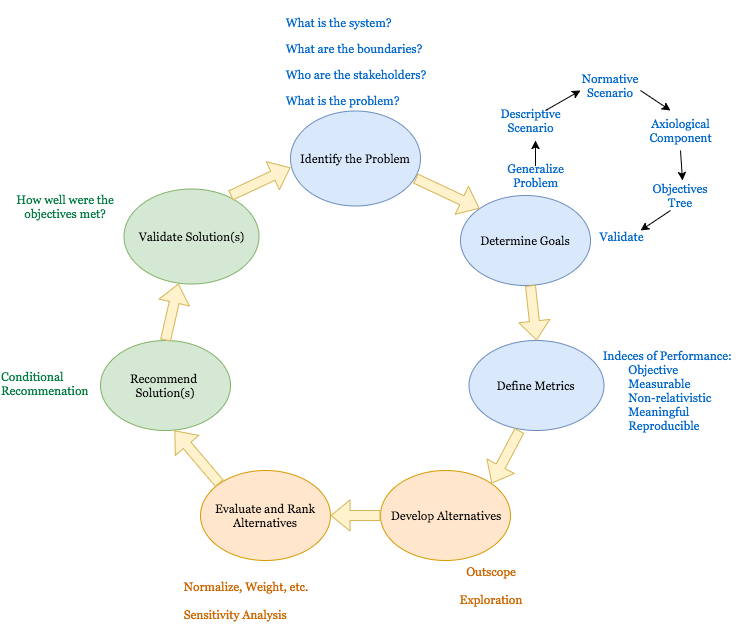 What is the system?
What are the boundaries?
Who are the stakeholders?
What is the problem?
Identify the Problem
Generalize
Problem
Descriptive
Scenario
Normative
Scenario
Axiological
Component
Objectives
Tree
Validate
Determine Goals
Define Metrics
Indeces of Performance:
Objective
Measurable
Non-relativistic
Meaningful
Reproducible
Develop Alternatives
Outscope
Exploration
Evaluate and Rank
Alternatives
Normalize, Weight, etc.
Sensitivity Analysis
Recommend
Solution(s)
Conditional
Recommenation
Validate Solution(s)
How well were the
objectives met?